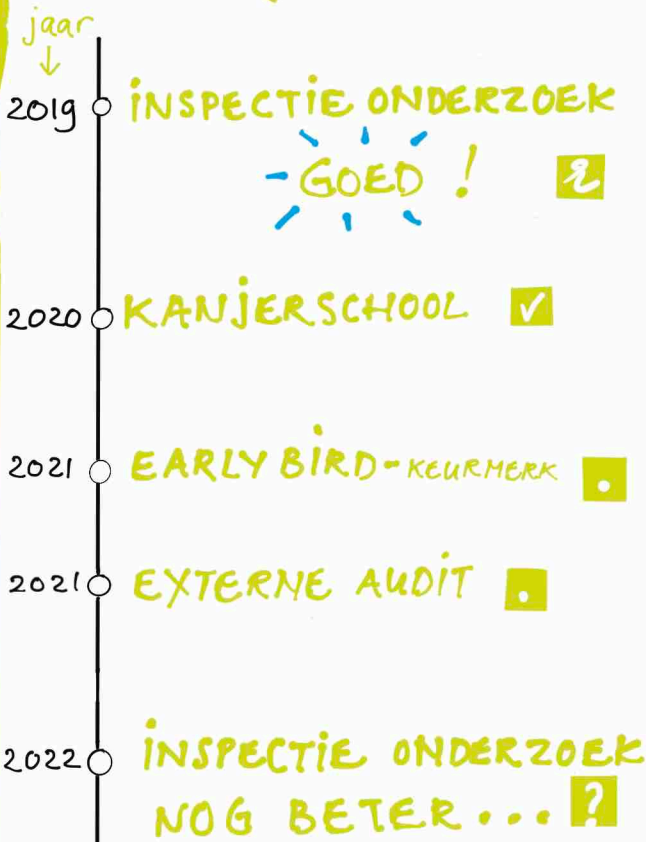 jaar
2019 iNSPECTiE ONDERZOEK
GOED !
2020 KANjERSCHOOL
2021 EARLY BiRD-KEURMERK
2021 EXTERNE AUDiT
2022 iNSPECTiE ONDERZOEK
NOG BETER... ?